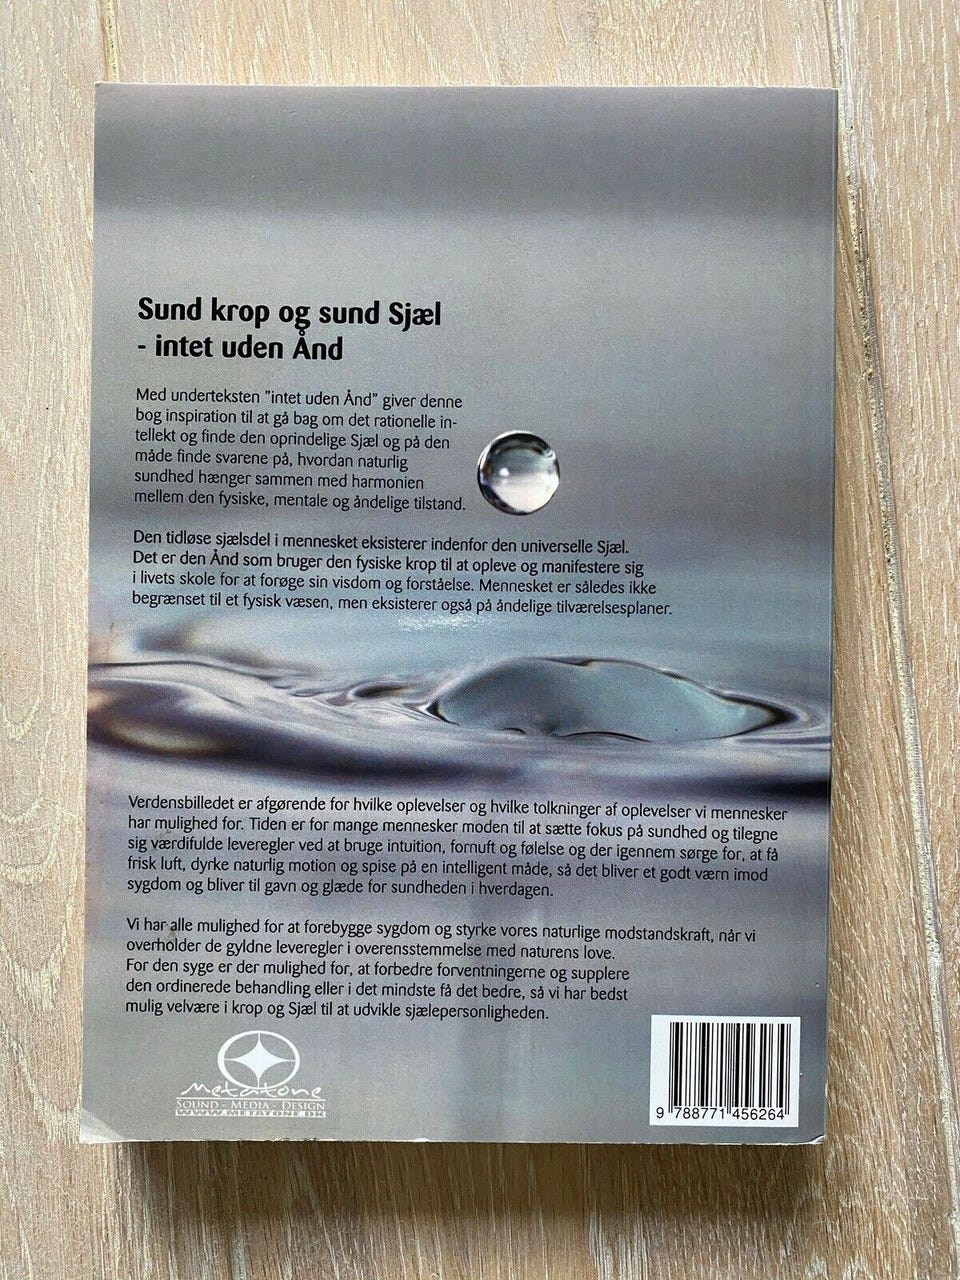 Sund krop og sund Sjæl
- intet uden Ånd
Med underteksten "intet uden Ånd" giver denne
bog inspiration til at gå bag om det rationelle in-
tellekt og finde den oprindelige Sjæl og på den
måde finde svarene på, hvordan naturlig
sundhed hænger sammen med harmonien
mellem den fysiske, mentale og åndelige tilstand.
Den tidløse sjælsdel i mennesket eksisterer indenfor den universelle Sjæl.
Det er den Ånd som bruger den fysiske krop til at opleve og manifestere sig
i livets skole for at forøge sin visdom og forståelse. Mennesket er således ikke
begrænset til et fysisk væsen, men eksisterer også på åndelige tilværelsesplaner.
Verdensbilledet er afgørende for hvilke oplevelser og hvilke tolkninger af oplevelser vi mennesker
har mulighed for. Tiden er for mange mennesker moden til at sætte fokus på sundhed og tilegne
sig værdifulde leveregler ved at bruge intuition, fornuft og følelse og der igennem sørge for, at få
frisk luft, dyrke naturlig motion og spise på en intelligent måde, så det bliver et godt værn imod
sygdom og bliver til gavn og glæde for sundheden i hverdagen.
Vi har alle mulighed for at forebygge sygdom og styrke vores naturlige modstandskraft, når vi
overholder de gyldne leveregler i overensstemmelse med naturens love.
For den syge er der mulighed for, at forbedre forventningerne og supplere
den ordinerede behandling eller i det mindste få det bedre, så vi har bedst
mulig velvære i krop og Sjæl til at udvikle sjælepersonligheden.
Metatone
SOUND - MEDIA - DESIGN
WWW.METATONE.DK
9 788771 456264